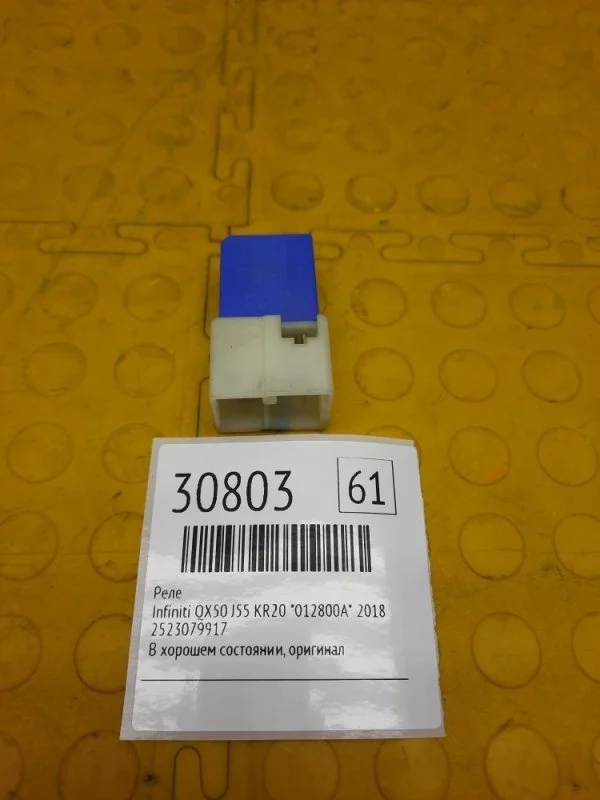 30803 61
Реле
Infiniti QX50 J55 KR20 "012800A" 2018
2523079917
В хорошем состоянии, оригинал